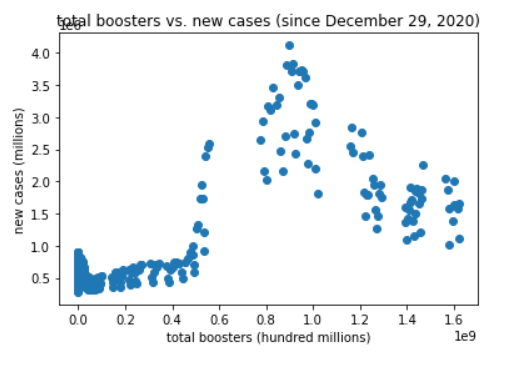 total boosters vs. new cases (since December 29, 2020)
1e6
4.0
3.5
3.0
2.5
2.0
1.5
1.0
0.5
new cases (millions)
0.0 0.2 0.4 0.6 0.8 1.0 1.2 1.4 1.6
total boosters (hundred millions)
1e9